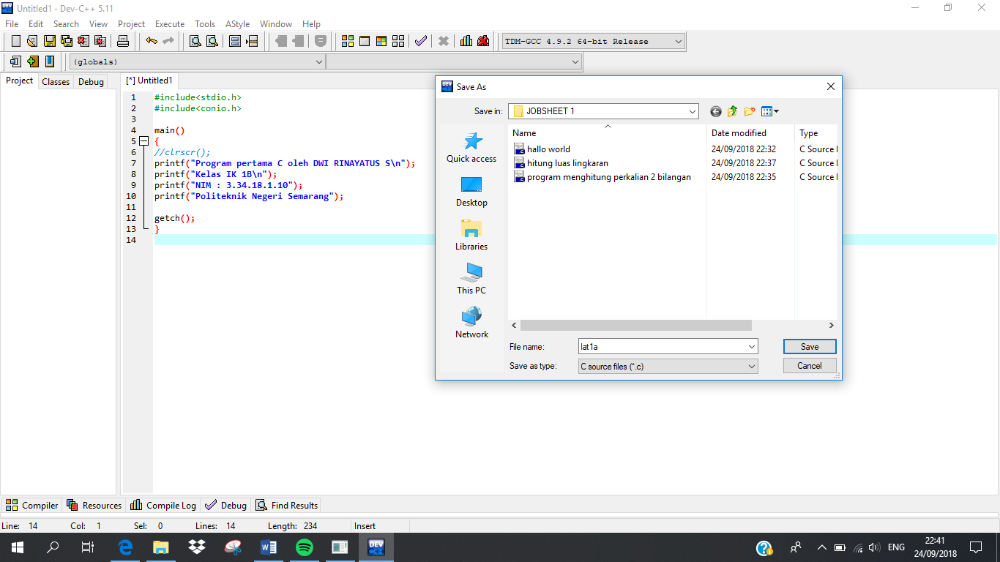 Untitled1 - Dev-C++ 5.11
File Edit Search View Project Execute Tools AStyle Window Help
TDM-GCC 4.9.2 64-bit Release
(globals)
Project Classes Debug
[*] Untitled1
1 #include<stdio.h>
2 #include<conio.h>
3
4 main()
5 {
6 //clrscr();
7 printf("Program pertama C oleh DWI RINAYATUS S\n");
8 printf("Kelas IK 1B\n");
9 printf("NIM : 3.34.18.1.10");
10 printf("Politeknik Negeri Semarang");
11
12 getch();
13 }
14
Save As
Save in: JOBSHEET 1
Quick access
Desktop
Libraries
This PC
Network
Name Date modified Type
hallo world 24/09/2018 22:32 C Source
hitung luas lingkaran 24/09/2018 22:37 C Source
program menghitung perkalian 2 bilangan 24/09/2018 22:35 C Source
File name: lat1a Save
Save as type: C source files (*.c) Cancel
Compiler Resources Compile Log Debug Find Results
Line: 14 Col: 1 Sel: 0 Lines: 14 Length: 234 Insert
ENG
22:41
24/09/2018